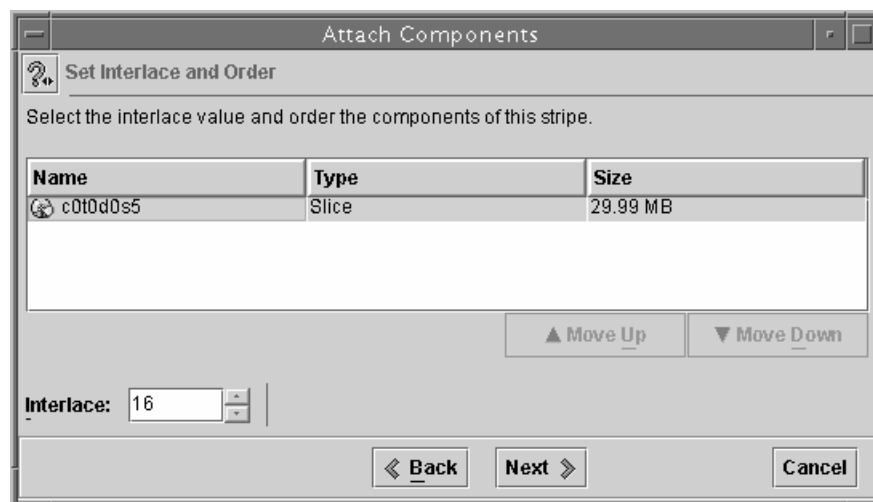 Attach Components
Set Interlace and Order
Select the interlace value and order the components of this stripe.
Name Type Size
c0t0d0s5 Slice 29.99 MB
Move Up Move Down
Interlace: 16
Back Next Cancel